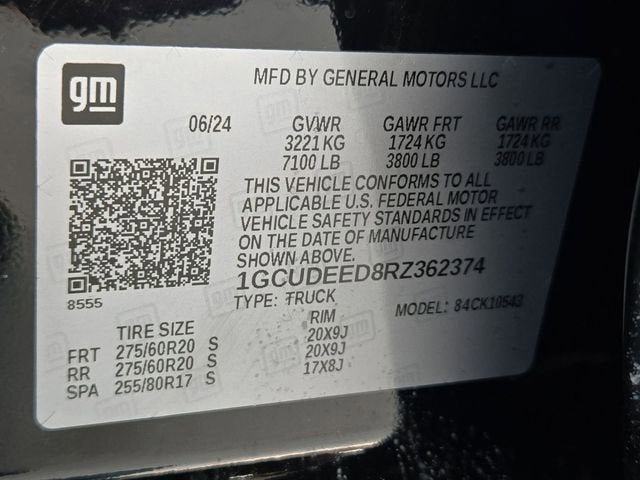 gm
MFD BY GENERAL MOTORS LLC
06/24 GVWR GAWR FRT GAWR RR
3221 KG 1724 KG 1724 KG
7100 LB 3800 LB 3800 LB
THIS VEHICLE CONFORMS TO ALL
APPLICABLE U.S. FEDERAL MOTOR
VEHICLE SAFETY STANDARDS IN EFFECT
ON THE DATE OF MANUFACTURE
SHOWN ABOVE.
1GCUDEED8RZ362374
8555
TYPE: TRUCK MODEL: 84CK10543
TIRE SIZE RIM
FRT 275/60R20 S 20X9J
RR 275/60R20 S 20X9J
SPA 255/80R17 S 17X8J